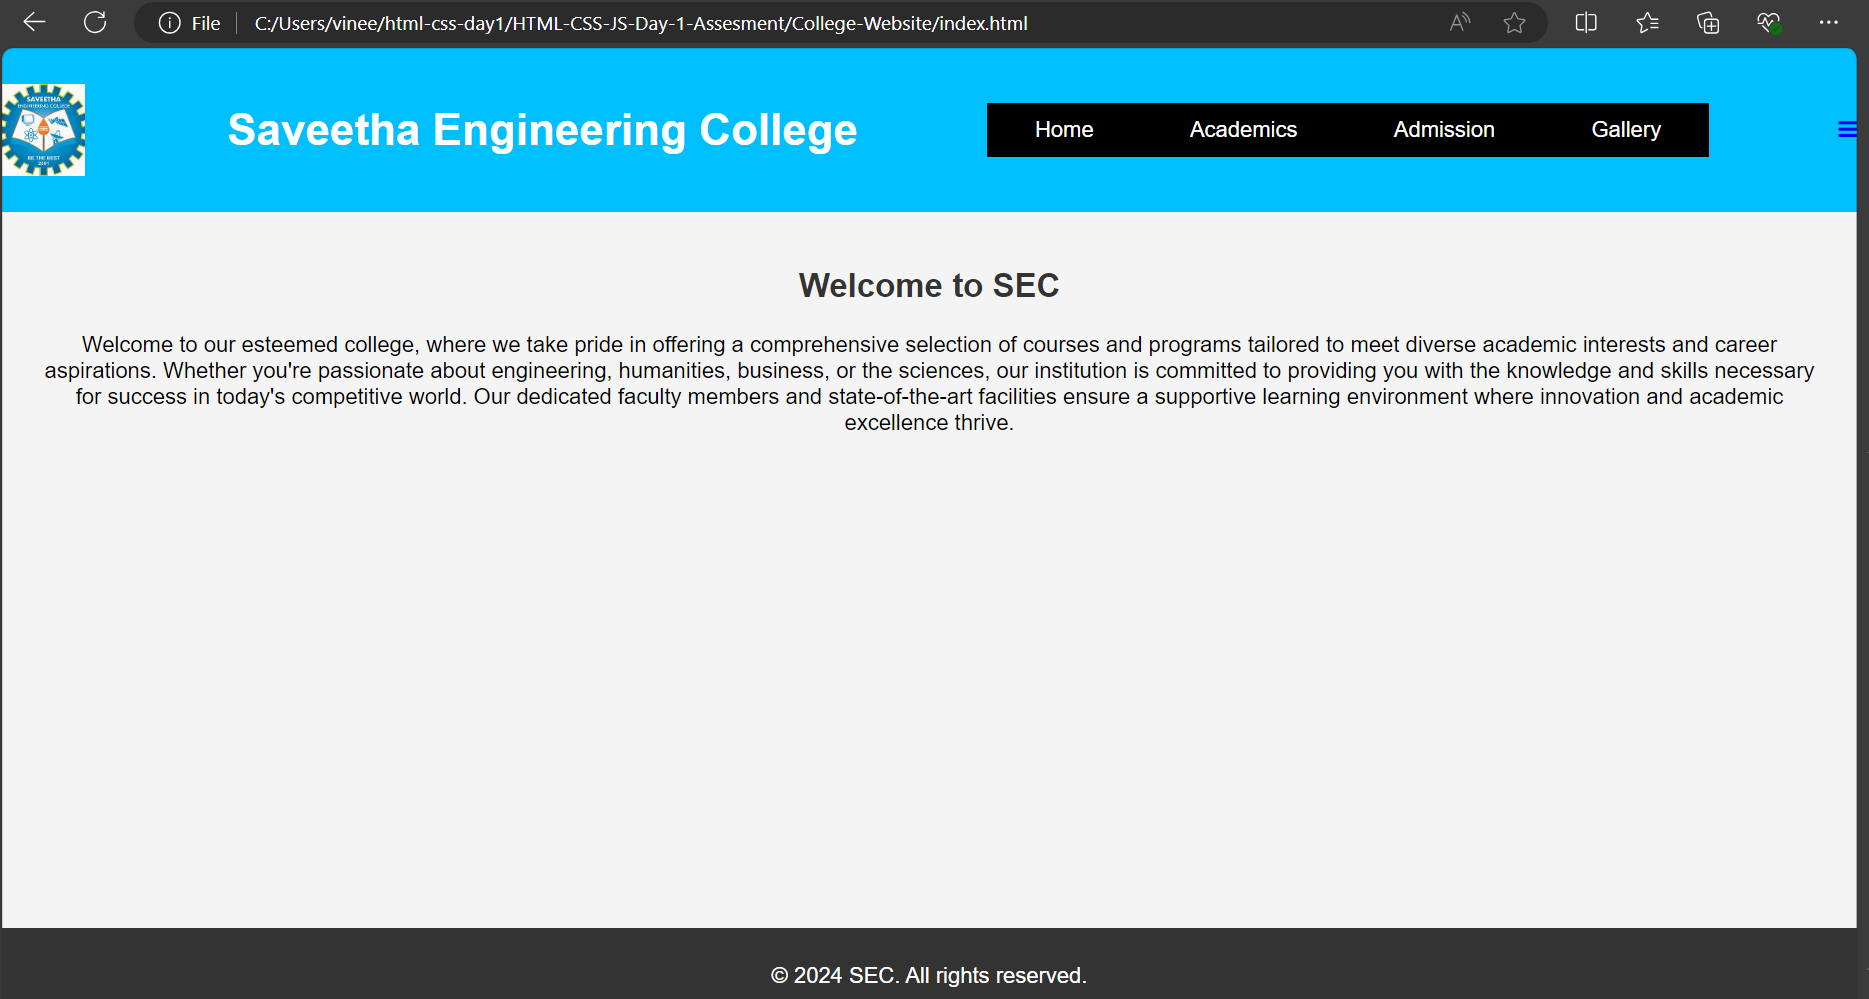 File
C:/Users/vinee/html-css-day1/HTML-CSS-JS-Day-1-Assesment/College-Website/index.html
SAVEETHA
ENGINEERING COLLEGE
BE THE BEST
2001
Saveetha Engineering College
Home
Academics
Admission
Gallery
Welcome to SEC
Welcome to our esteemed college, where we take pride in offering a comprehensive selection of courses and programs tailored to meet diverse academic interests and career
aspirations. Whether you're passionate about engineering, humanities, business, or the sciences, our institution is committed to providing you with the knowledge and skills necessary
for success in today's competitive world. Our dedicated faculty members and state-of-the-art facilities ensure a supportive learning environment where innovation and academic
excellence thrive.
© 2024 SEC. All rights reserved.